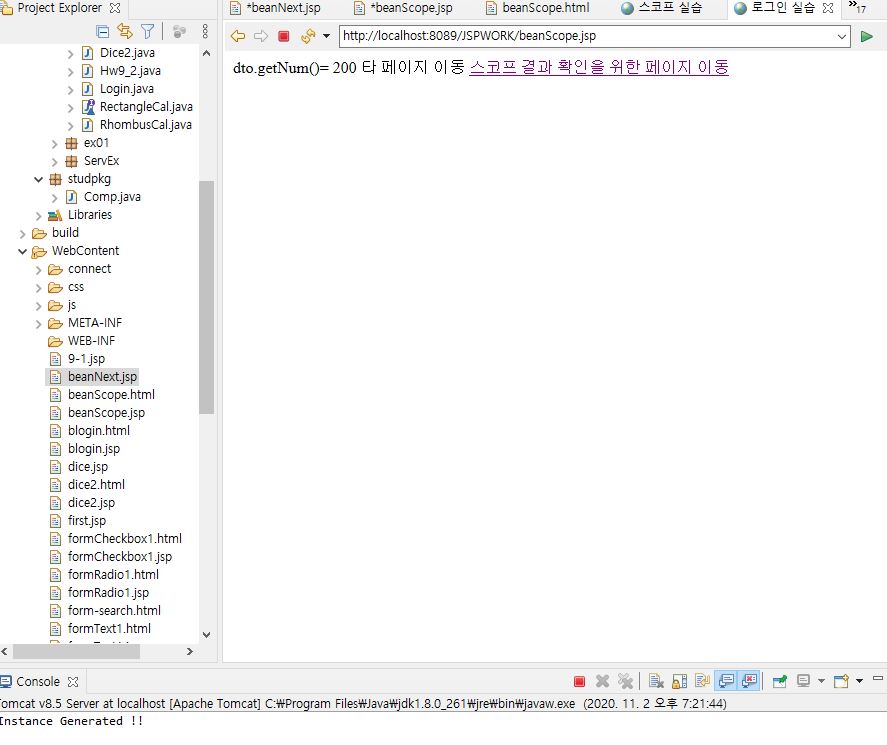 Project Explorer
*beanNext.jsp
*beanScope.jsp
beanScope.html
스코프 실습
로그인 실습
»17
http://localhost:8089/JSPWORK/beanScope.jsp
dto.getNum()= 200 타 페이지 이동 스코프 결과 확인을 위한 페이지 이동
Dice2.java
Hw9_2.java
Login.java
RectangleCal.java
RhombusCal.java
ex01
ServEx
studpkg
Comp.java
Libraries
build
WebContent
connect
css
js
META-INF
WEB-INF
9-1.jsp
beanNext.jsp
beanScope.html
beanScope.jsp
blogin.html
blogin.jsp
dice.jsp
dice2.html
dice2.jsp
first.jsp
formCheckbox1.html
formCheckbox1.jsp
formRadio1.html
formRadio1.jsp
form-search.html
formText1.html
Console
Tomcat v8.5 Server at localhost [Apache Tomcat] C:₩Program Files₩Java₩jdk1.8.0_261₩jre₩bin₩javaw.exe (2020. 11. 2 오후 7:21:44)
Instance Generated !!